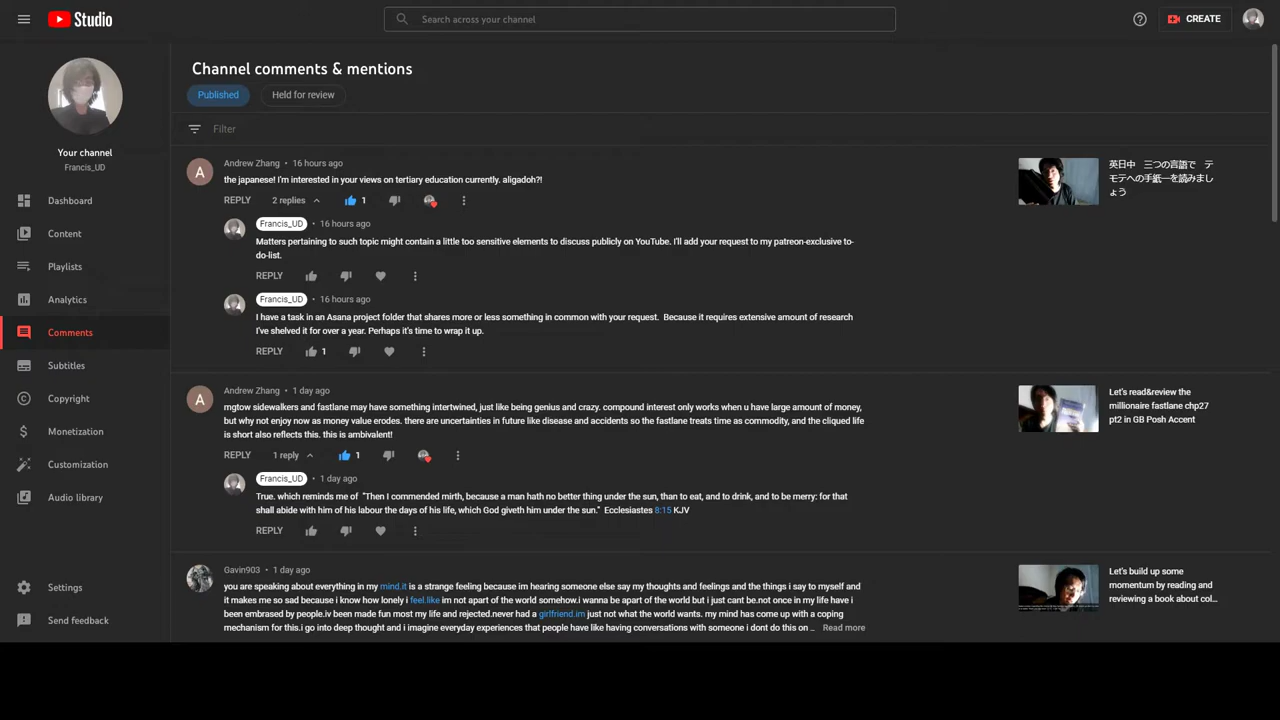 Studio
Search across your channel
CREATE
Your channel
Francis_UD
Dashboard
Content
Playlists
Analytics
Comments
Subtitles
Copyright
Monetization
Customization
Audio library
Settings
Send feedback
Channel comments & mentions
Published
Held for review
Filter
A
Andrew Zhang • 16 hours ago
the japanese! I'm interested in your views on tertiary education currently. aligadoh?!
REPLY 2 replies 1
英日中 三つの言語で テ
モテへの手紙一を読みまし
ょう
Francis_UD • 16 hours ago
Matters pertaining to such topic might contain a little too sensitive elements to discuss publicly on YouTube. I'll add your request to my patreon-exclusive to-
do-list.
REPLY
Francis_UD • 16 hours ago
I have a task in an Asana project folder that shares more or less something in common with your request. Because it requires extensive amount of research
I've shelved it for over a year. Perhaps it's time to wrap it up.
REPLY 1
A
Andrew Zhang • 1 day ago
mgtow sidewalkers and fastlane may have something intertwined, just like being genius and crazy. compound interest only works when u have large amount of money,
but why not enjoy now as money value erodes. there are uncertainties in future like disease and accidents so the fastlane treats time as commodity, and the cliqued life
is short also reflects this. this is ambivalent!
REPLY 1 reply 1
Let's read&review the
millionaire fastlane chp27
pt2 in GB Posh Accent
Francis_UD • 1 day ago
True. which reminds me of "Then I commended mirth, because a man hath no better thing under the sun, than to eat, and to drink, and to be merry: for that
shall abide with him of his labour the days of his life, which God giveth him under the sun." Ecclesiastes 8:15 KJV
REPLY
Gavin903 • 1 day ago
you are speaking about everything in my mind.it is a strange feeling because im hearing someone else say my thoughts and feelings and the things i say to myself and
it makes me so sad because i know how lonely i feel.like im not apart of the world somehow.i wanna be apart of the world but i just cant be.not once in my life have i
been embrased by people.iv been made fun most my life and rejected.never had a girlfriend.im just not what the world wants. my mind has come up with a coping
mechanism for this.i go into deep thought and i imagine everyday experiences that people have like having conversations with someone i dont do this on ... Read more
Let's build up some
momentum by reading and
reviewing a book about col...